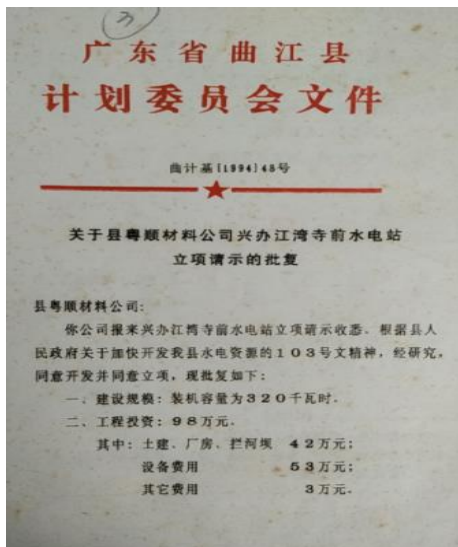 万
广东省曲江县
计划委员会文件
曲计基[1994]48号
关于县粤顺材料公司兴办江湾寺前水电站
立项请示的批复
县粤顺材料公司:
你公司报来兴办江湾寺前水电站立项请示收悉。根据县人
民政府关于加快开发我县水电资源的103号文精神,经研究,
同意开发并同意立项,现批复如下:
一、建设规模:装机容量为320千瓦时。
二、工程投资:98万元。
其中:土建、厂房、拦河坝 42万元;
设备费用 53万元;
其它费用 3万元。